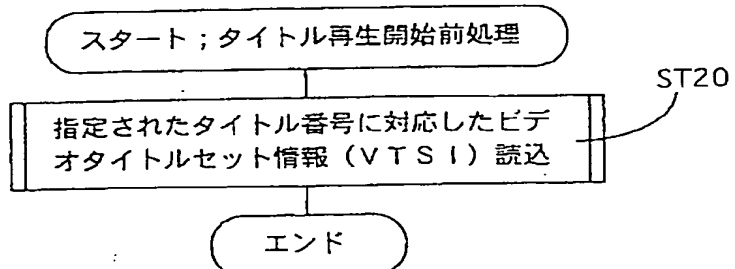 スタート；タイトル再生開始前処理
ST20
指定されたタイトル番号に対応したビデ
オタイトルセット情報（ＶＴＳＩ）読込
エンド